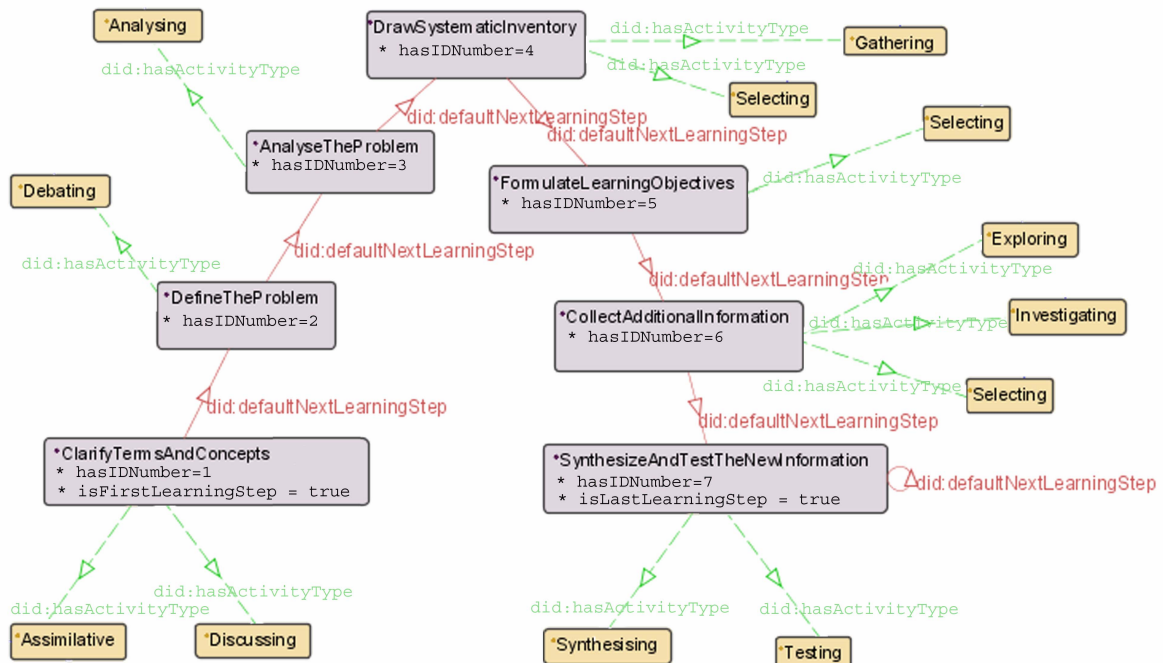 Analysing
did:hasActivityType
DrawSystematicInventory
* hasIDNumber=4
did:hasActivityType
Gathering
did:hasActivityType
Selecting
did:defaultNextLearningStep
did:defaultNextLearningStep
AnalyseTheProblem
* hasIDNumber=3
Selecting
did:hasActivityType
FormulateLearningObjectives
* hasIDNumber=5
Debating
did:hasActivityType
did:defaultNextLearningStep
did:defaultNextLearningStep
Exploring
did:hasActivityType
DefineTheProblem
* hasIDNumber=2
CollectAdditionalInformation
* hasIDNumber=6
did:hasActivityType
Investigating
did:hasActivityType
Selecting
did:defaultNextLearningStep
did:defaultNextLearningStep
ClarifyTermsAndConcepts
* hasIDNumber=1
* isFirstLearningStep = true
SynthesizeAndTestTheNewInformation
* hasIDNumber=7
* isLastLearningStep = true
did:defaultNextLearningStep
did:hasActivityType
did:hasActivityType
did:hasActivityType
did:hasActivityType
Assimilative
Discussing
Synthesising
Testing